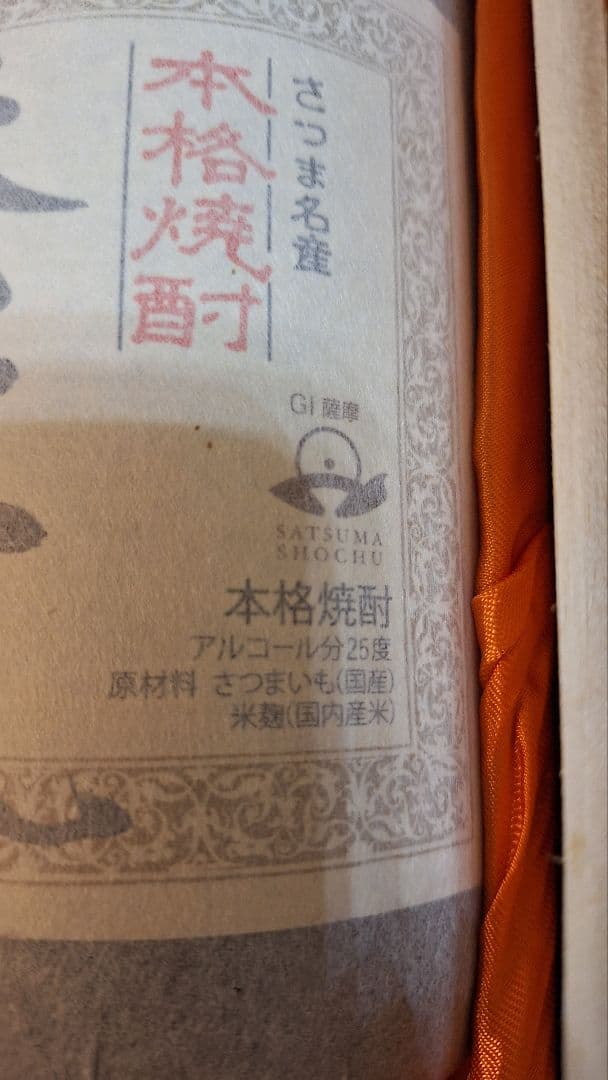 さつま名産
本格焼酎
GI 薩摩
SATSUMA
SHOCHU
本格焼酎
アルコール分25度
原材料 さつまいも(国産)
米麹(国内産米)